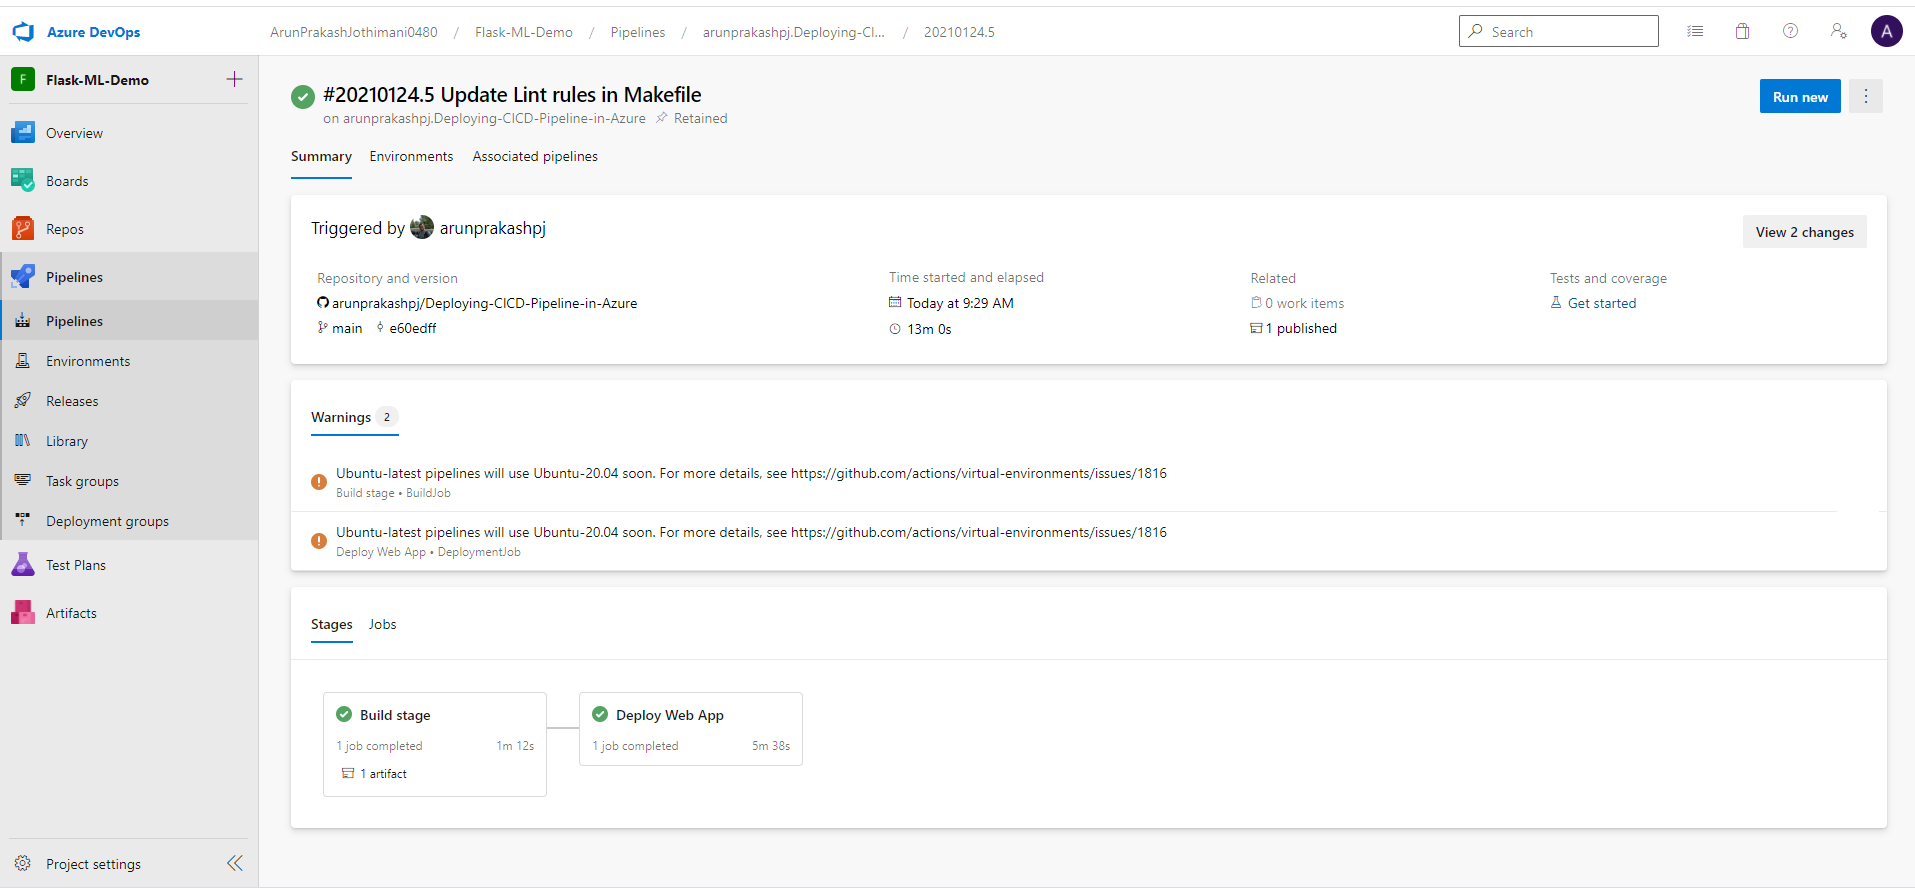 Azure DevOps
ArunPrakashJothimani0480 / Flask-ML-Demo / Pipelines / arunprakashpj.Deploying-CI... / 20210124.5
Search
A
F Flask-ML-Demo
Overview
Boards
Repos
Pipelines
Pipelines
Environments
Releases
Library
Task groups
Deployment groups
Test Plans
Artifacts
Project settings
#20210124.5 Update Lint rules in Makefile
on arunprakashpj.Deploying-CICD-Pipeline-in-Azure Retained
Run new
Summary Environments Associated pipelines
Triggered by arunprakashpj
View 2 changes
Repository and version
arunprakashpj/Deploying-CICD-Pipeline-in-Azure
main e60edff
Time started and elapsed
Today at 9:29 AM
13m 0s
Related
0 work items
1 published
Tests and coverage
Get started
Warnings 2
Ubuntu-latest pipelines will use Ubuntu-20.04 soon. For more details, see https://github.com/actions/virtual-environments/issues/1816
Build stage • BuildJob
Ubuntu-latest pipelines will use Ubuntu-20.04 soon. For more details, see https://github.com/actions/virtual-environments/issues/1816
Deploy Web App • DeploymentJob
Stages Jobs
Build stage
1 job completed 1m 12s
1 artifact
Deploy Web App
1 job completed 5m 38s